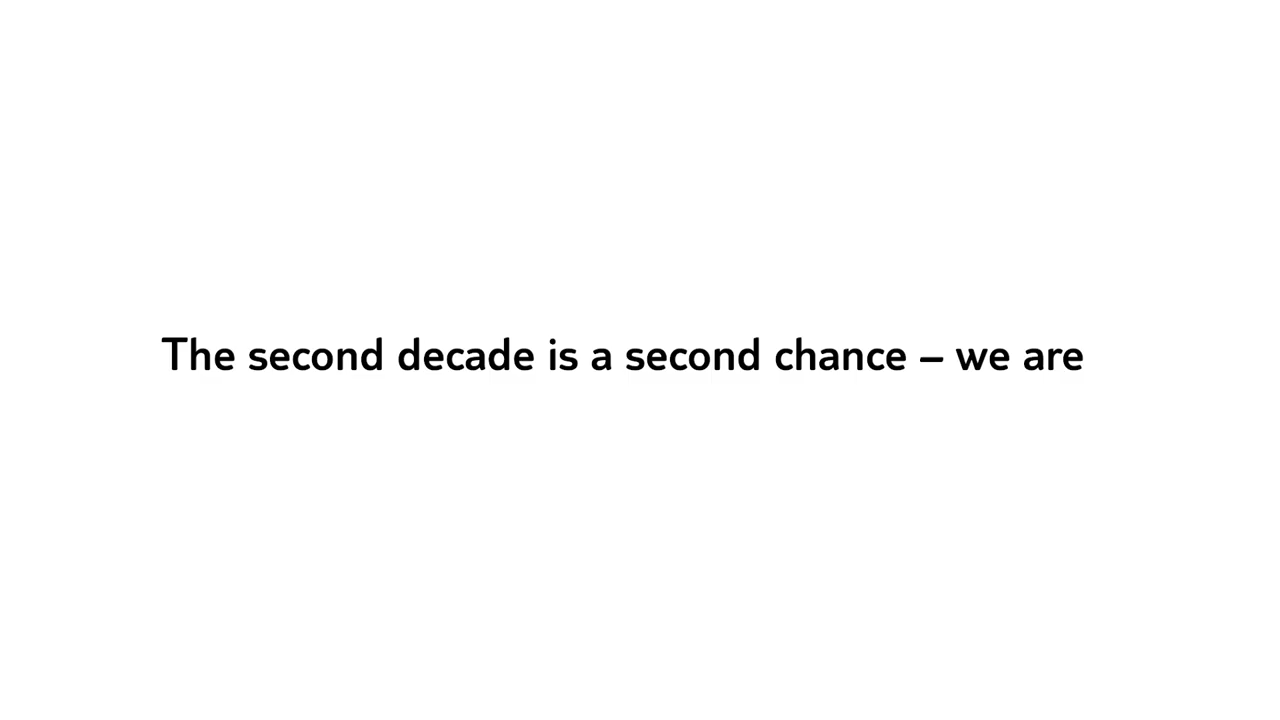 The second decade is a second chance – we are